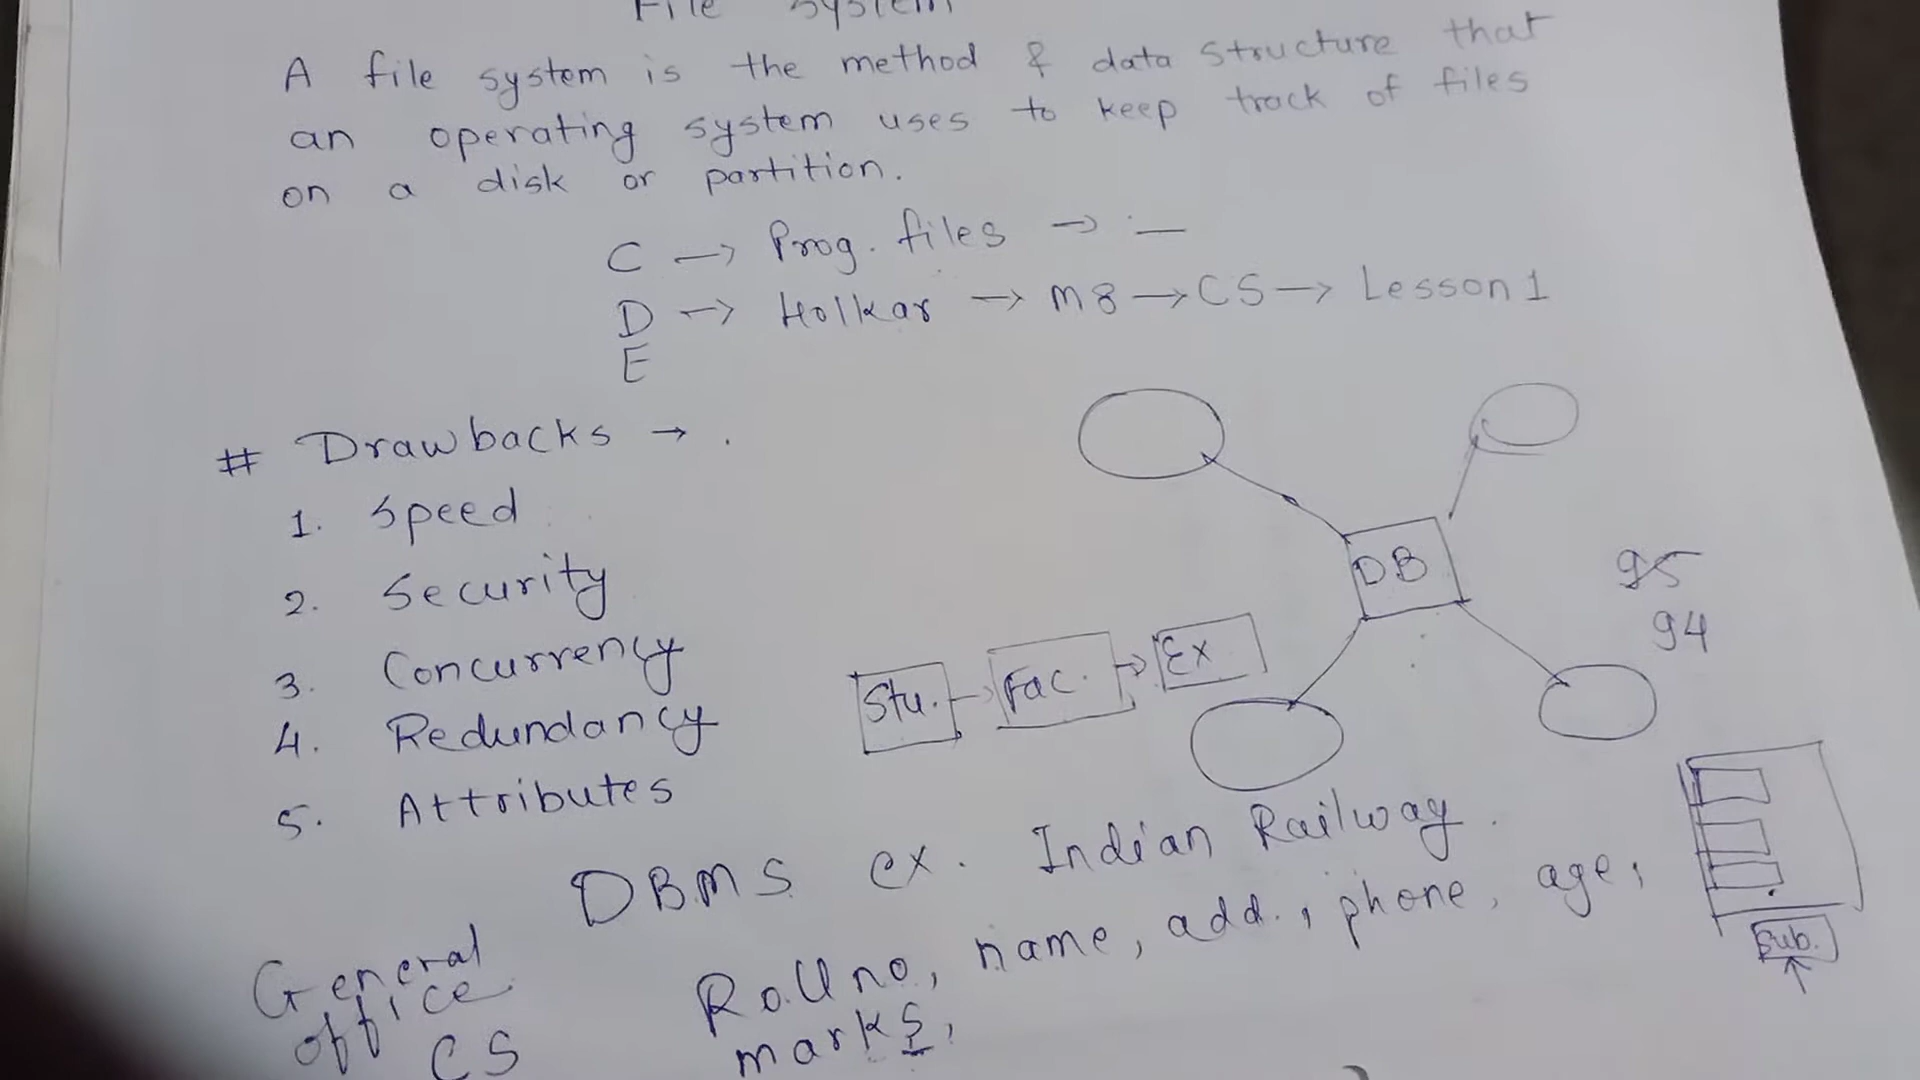 File System
A file system is the method & data structure that
an operating system uses to keep track of files
on a disk or partition.
C → Prog. files → —
D → Holkar → M8 → CS → Lesson 1
E
# Drawbacks → .
1. Speed
2. Security
3. Concurrency
4. Redundancy
5. Attributes
DB
95
94
Stu. → Fac. → Ex
DBMS ex. Indian Railway.
General
office
CS
Roll no, name, add., phone, age,
marks,
Sub.